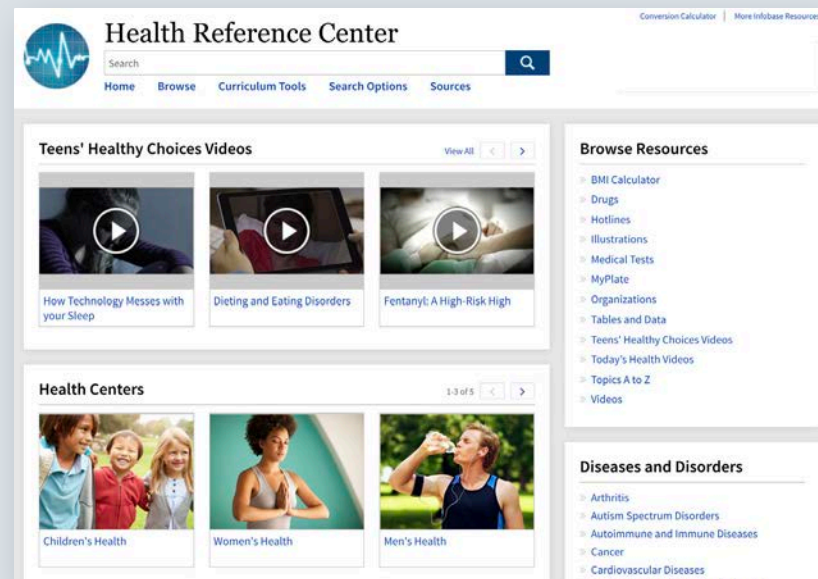 Conversion Calculator | More Infobase Resources
Health Reference Center
Search
Home Browse Curriculum Tools Search Options Sources
Teens' Healthy Choices Videos
View All
How Technology Messes with
your Sleep
Dieting and Eating Disorders
Fentanyl: A High-Risk High
Health Centers
1-3 of 5
Children's Health
Women's Health
Men's Health
Browse Resources
BMI Calculator
Drugs
Hotlines
Illustrations
Medical Tests
MyPlate
Organizations
Tables and Data
Teens' Healthy Choices Videos
Today's Health Videos
Topics A to Z
Videos
Diseases and Disorders
Arthritis
Autism Spectrum Disorders
Autoimmune and Immune Diseases
Cancer
Cardiovascular Diseases